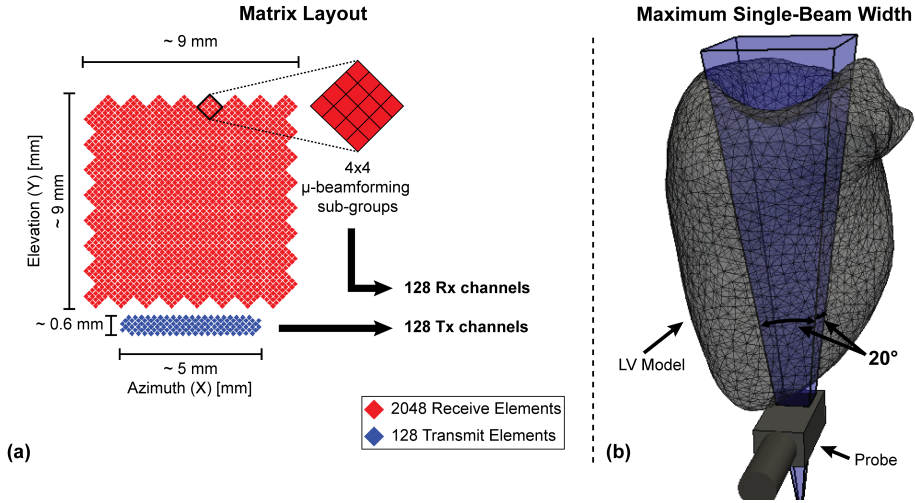 Matrix Layout
~ 9 mm
Elevation (Y) [mm]
~ 9 mm
4x4
µ-beamforming
sub-groups
128 Rx channels
~ 0.6 mm
128 Tx channels
~ 5 mm
Azimuth (X) [mm]
2048 Receive Elements
128 Transmit Elements
(a)
Maximum Single-Beam Width
LV Model
20°
Probe
(b)